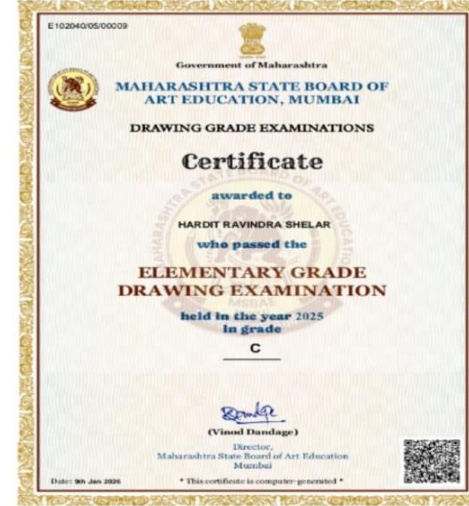 E102040/05/00009
Government of Maharashtra
MAHARASHTRA STATE BOARD OF
ART EDUCATION, MUMBAI
DRAWING GRADE EXAMINATIONS
Certificate
awarded to
HARDIT RAVINDRA SHELAR
who passed the
ELEMENTARY GRADE
DRAWING EXAMINATION
MSBAE
held in the year 2025
in grade
C
(Vinod Dandage)
Director,
Maharashtra State Board of Art Education
Mumbai
Date: 9th Jan 2026
* This certificate is computer-generated *